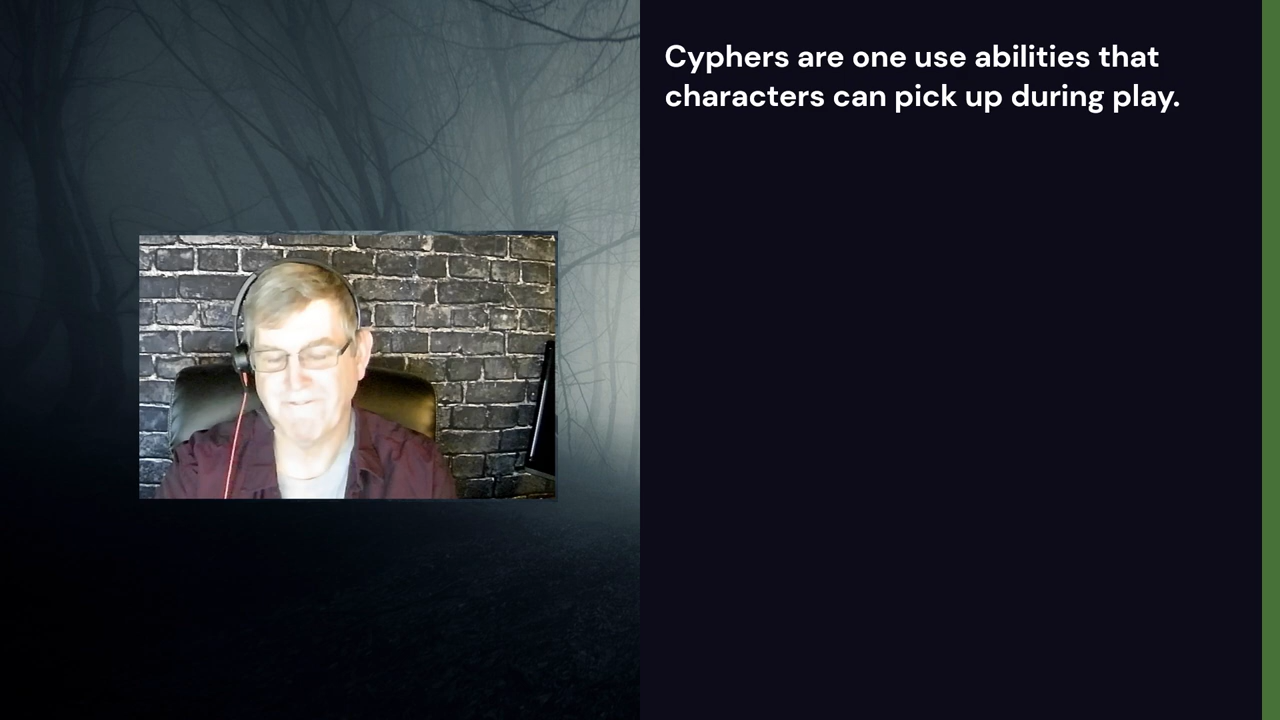 Cyphers are one use abilities that
characters can pick up during play.